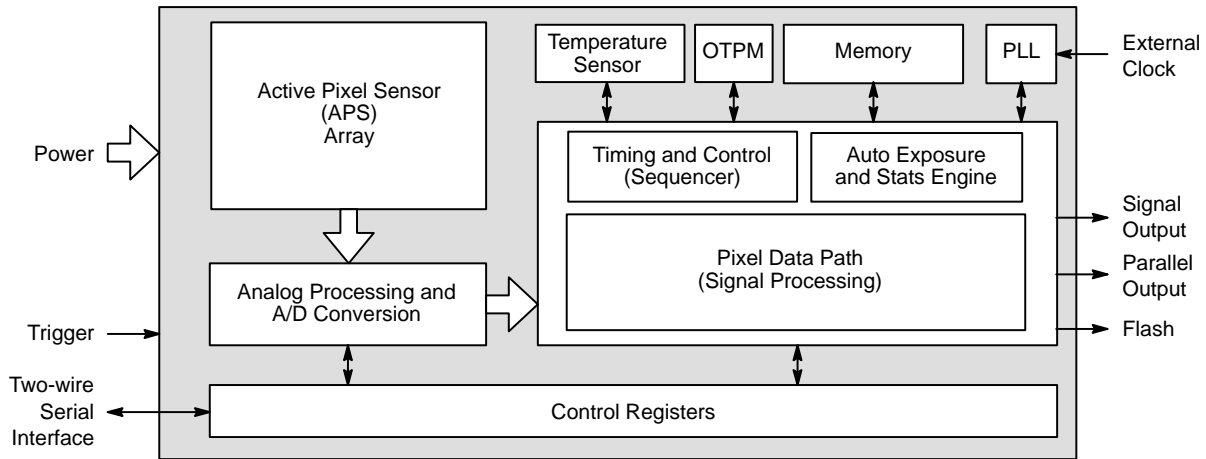 Active Pixel Sensor
(APS)
Array
Temperature
Sensor
OTPM
Memory
PLL
External
Clock
Power
Timing and Control
(Sequencer)
Auto Exposure
and Stats Engine
Signal
Output
Pixel Data Path
(Signal Processing)
Parallel
Output
Analog Processing and
A/D Conversion
Trigger
Flash
Two-wire
Serial
Interface
Control Registers